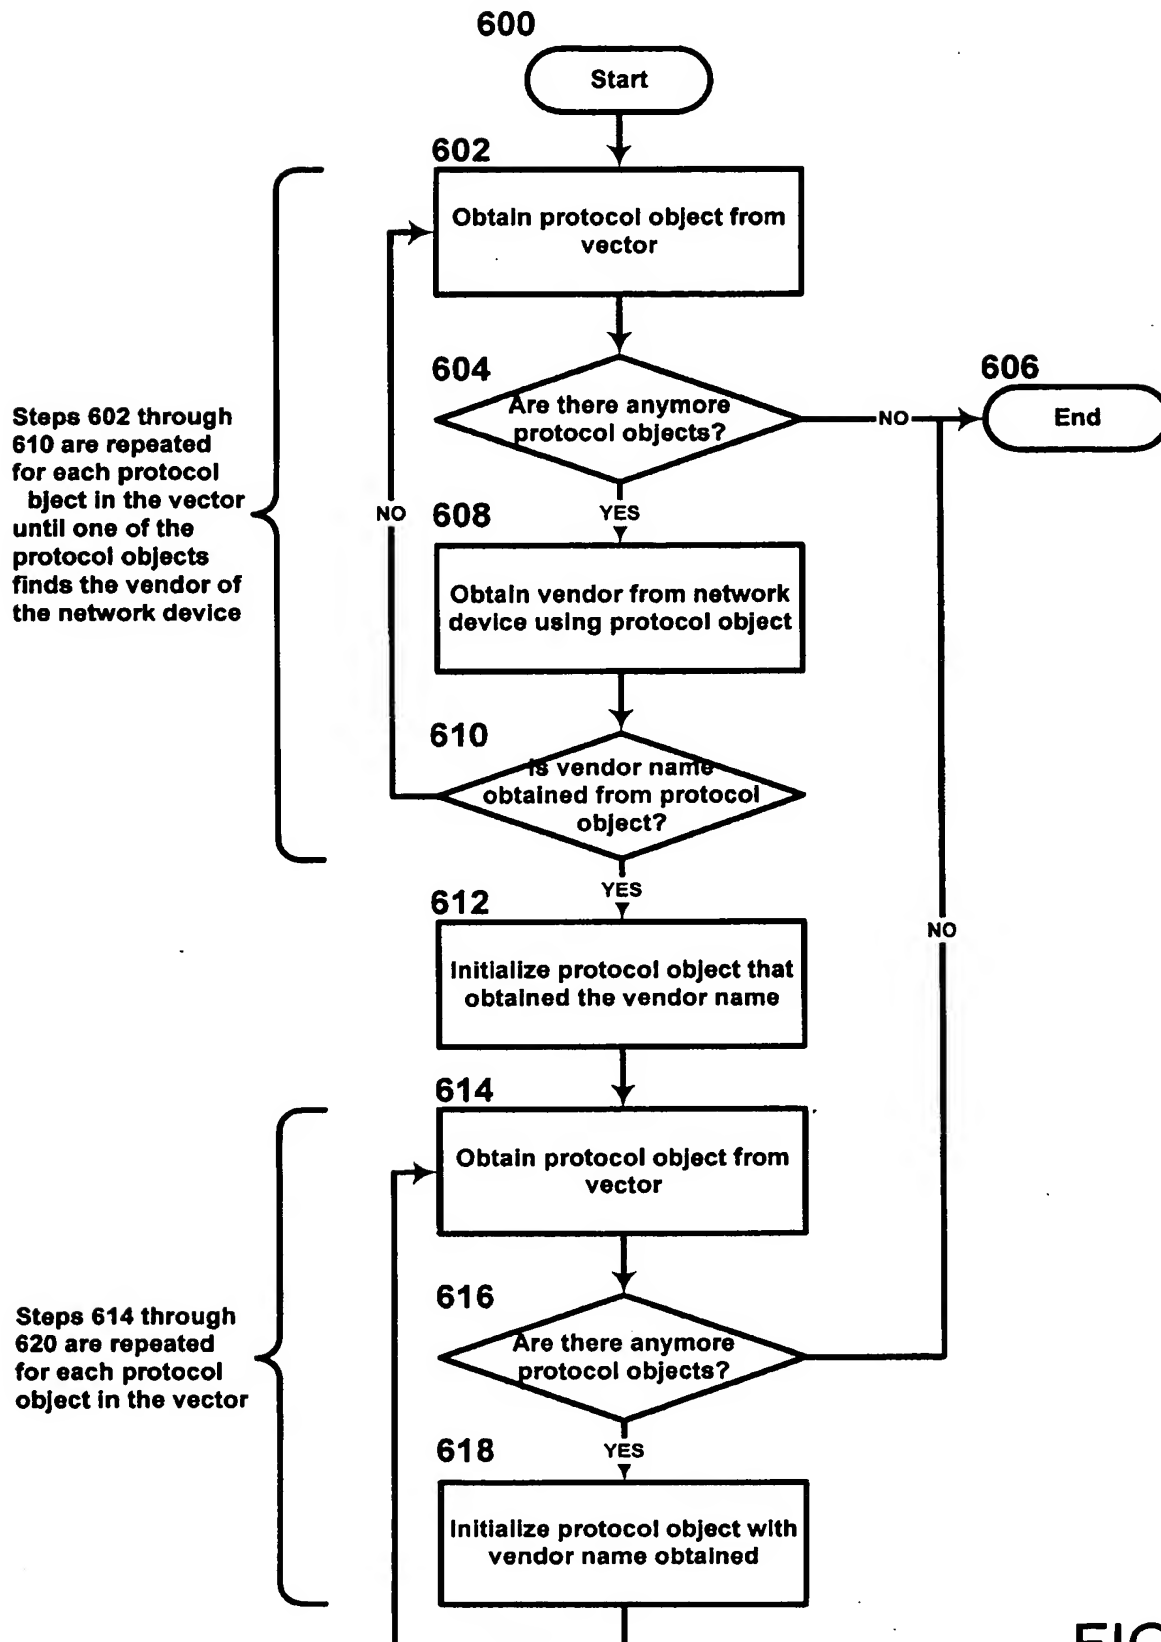 600
Start
602
Obtain protocol object from
vector
604
Are there anymore
protocol objects?
NO
606
End
Steps 602 through
610 are repeated
for each protocol
bject in the vector
until one of the
protocol objects
finds the vendor of
the network device
NO
YES
608
Obtain vendor from network
device using protocol object
610
Is vendor name
obtained from protocol
object?
YES
612
Initialize protocol object that
obtained the vendor name
NO
614
Obtain protocol object from
vector
616
Are there anymore
protocol objects?
Steps 614 through
620 are repeated
for each protocol
object in the vector
YES
618
Initialize protocol object with
vendor name obtained
FIG